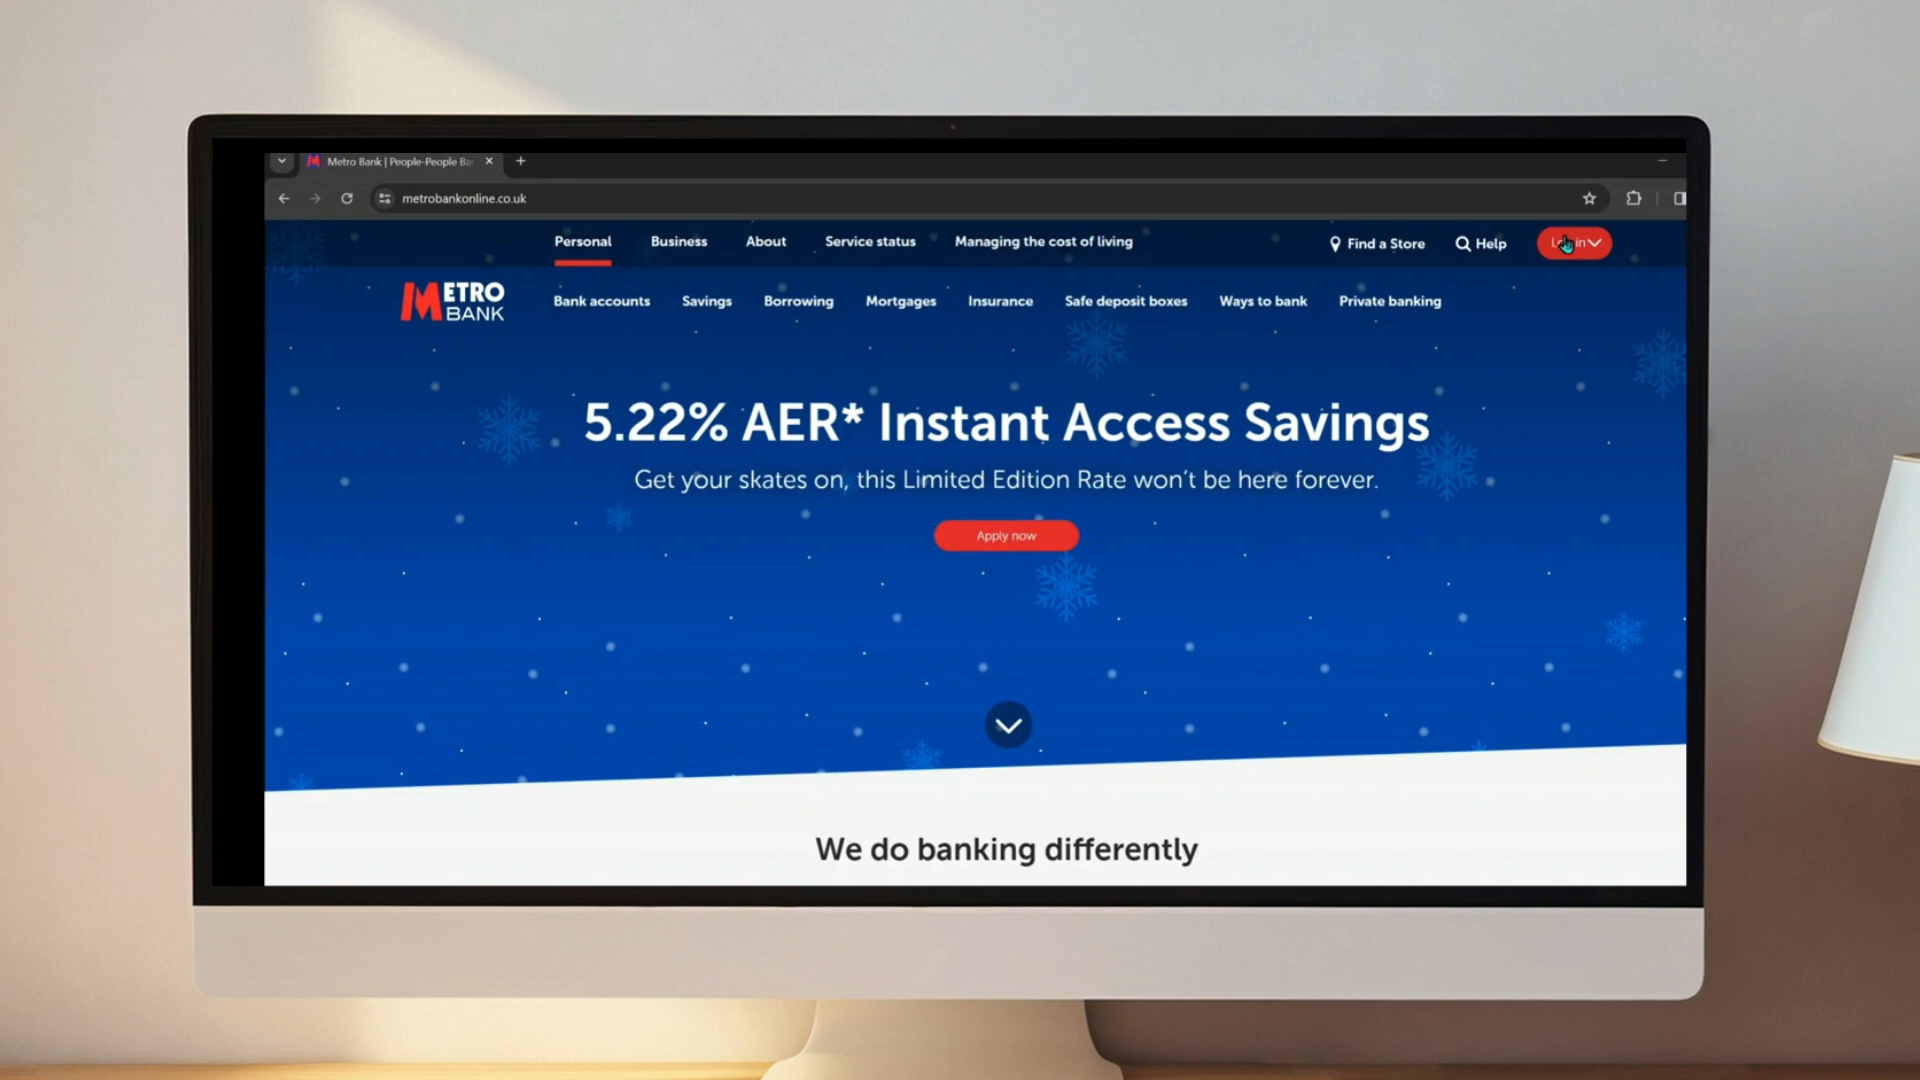 Metro Bank | People-People Ba
metrobankonline.co.uk
Personal Business About Service status Managing the cost of living Find a Store Help
METRO BANK
Bank accounts Savings Borrowing Mortgages Insurance Safe deposit boxes Ways to bank Private banking
5.22% AER* Instant Access Savings
Get your skates on, this Limited Edition Rate won't be here forever.
Apply now
We do banking differently